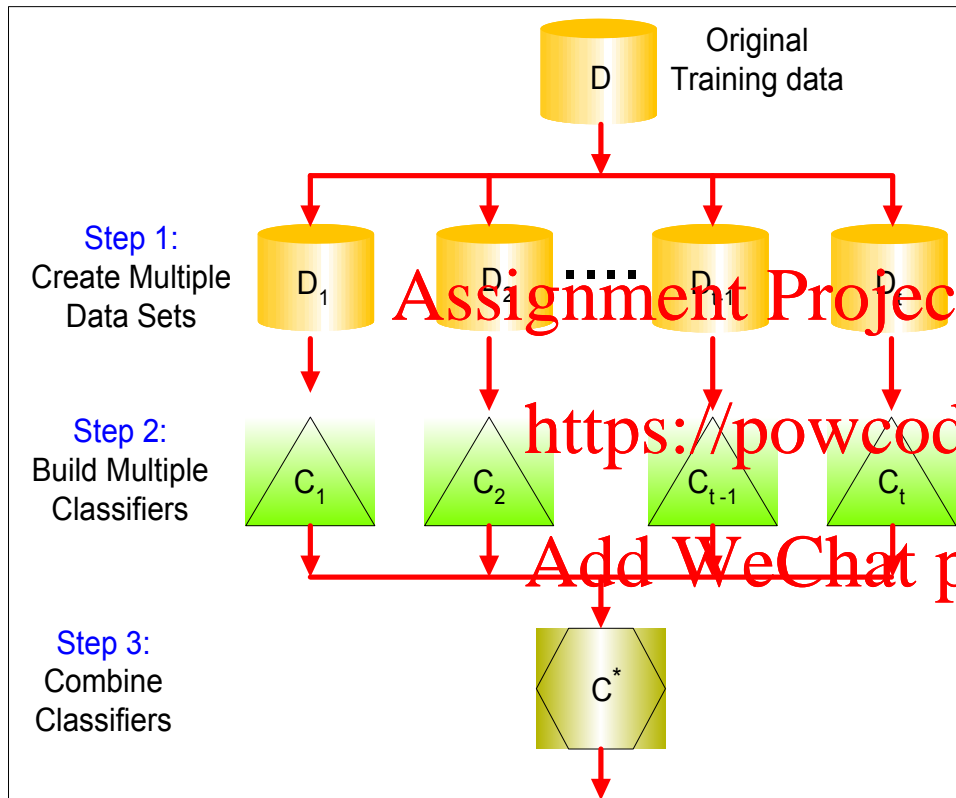 Original
Training data
D
Step 1:
Create Multiple
Data Sets
D1 D2 ..... Dt-1 Dt
Assignment Projec
Step 2:
Build Multiple
Classifiers
C1 C2 Ct-1 Ct
https://powcod
Add WeChat p
Step 3:
Combine
Classifiers
C*